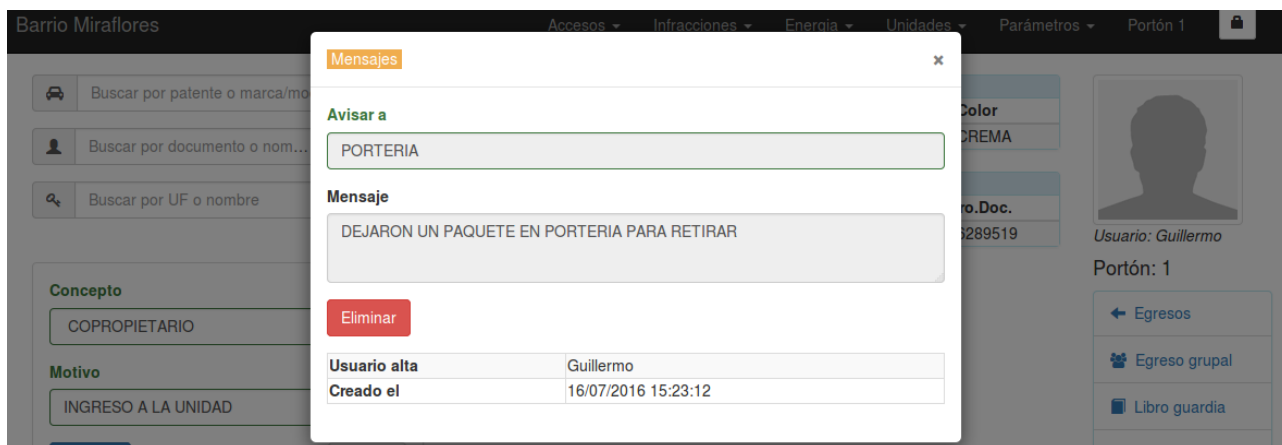 Barrio Miraflores
Accesos
Infracciones
Energia
Unidades
Parámetros
Portón 1
Buscar por patente o marca/mo
Buscar por documento o nom...
Buscar por UF o nombre
Concepto
COPROPIETARIO
Motivo
INGRESO A LA UNIDAD
Mensajes
×
Avisar a
PORTERIA
Mensaje
DEJARON UN PAQUETE EN PORTERIA PARA RETIRAR
Eliminar
Usuario alta Guillermo
Creado el 16/07/2016 15:23:12
Color
CREMA
ro.Doc.
6289519
Usuario: Guillermo
Portón: 1
Egresos
Egreso grupal
Libro guardia